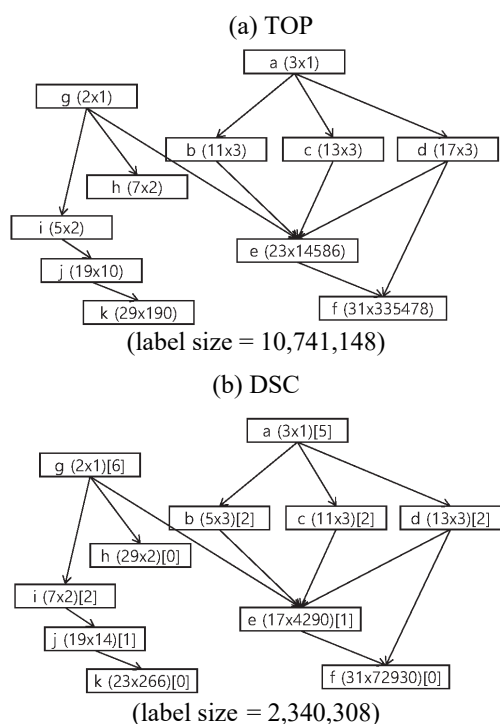 (a) TOP
a (3x1)
g (2x1)
b (11x3)
c (13x3)
d (17x3)
h (7x2)
i (5x2)
e (23x14586)
j (19x10)
k (29x190)
f (31x335478)
(label size = 10,741,148)
(b) DSC
a (3x1)[5]
g (2x1)[6]
b (5x3)[2]
c (11x3)[2]
d (13x3)[2]
h (29x2)[0]
i (7x2)[2]
e (17x4290)[1]
j (19x14)[1]
k (23x266)[0]
f (31x72930)[0]
(label size = 2,340,308)